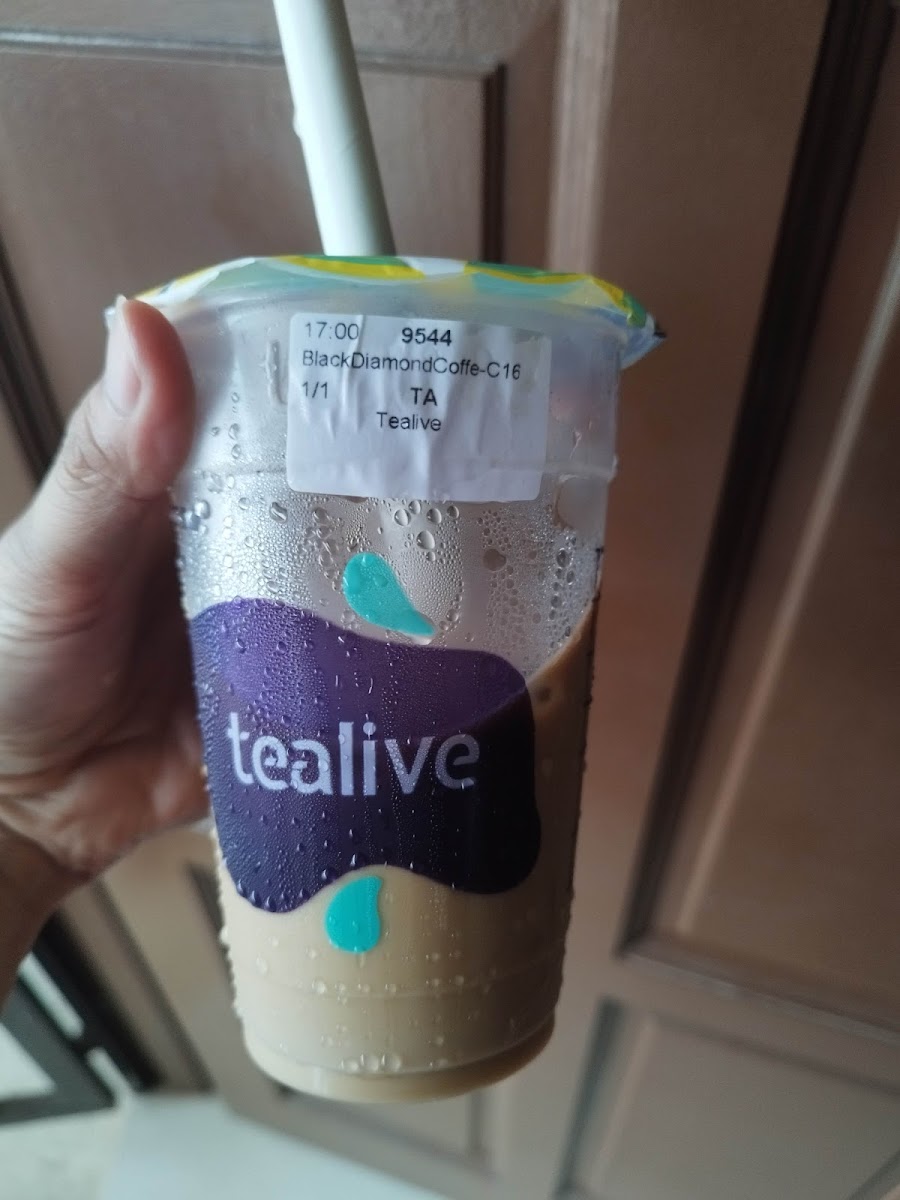 17:00 9544
BlackDiamondCoffe-C16
1/1 TA
Tealive
tealive